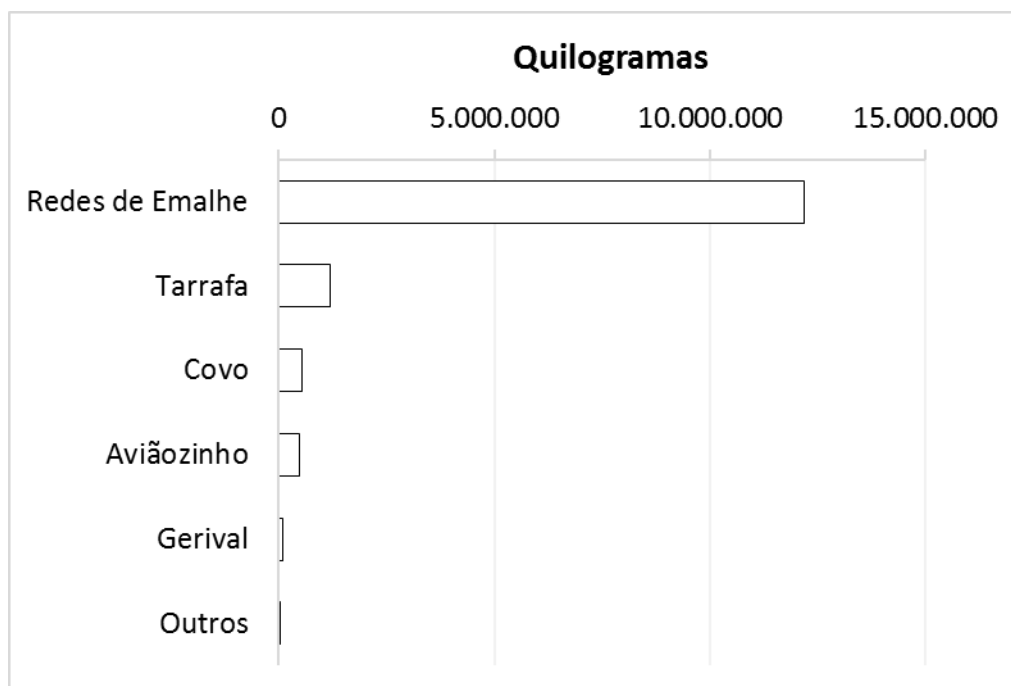 Quilogramas
0 5.000.000 10.000.000 15.000.000
Redes de Emalhe
Tarrafa
Covo
Aviãozinho
Gerival
Outros